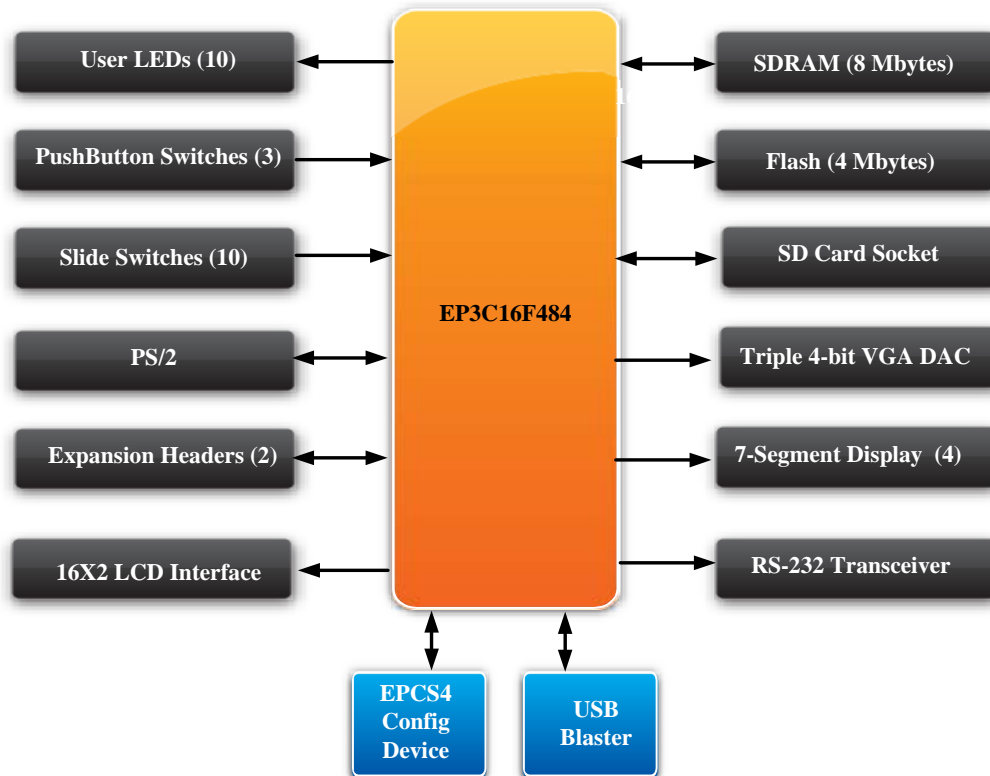 User LEDs (10)
PushButton Switches (3)
Slide Switches (10)
PS/2
Expansion Headers (2)
16X2 LCD Interface
EP3C16F484
SDRAM (8 Mbytes)
Flash (4 Mbytes)
SD Card Socket
Triple 4-bit VGA DAC
7-Segment Display (4)
RS-232 Transceiver
EPCS4
Config
Device
USB
Blaster